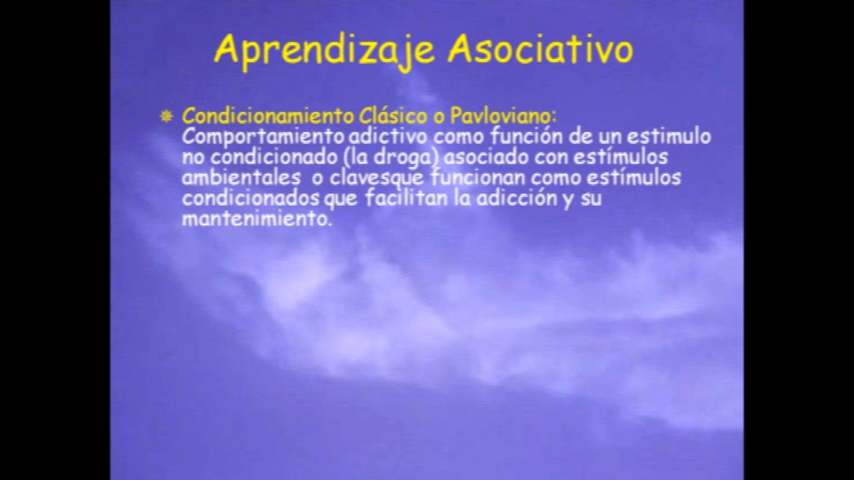 Aprendizaje Asociativo
Condicionamiento Clásico o Pavloviano:
Comportamiento adictivo como función de un estimulo
no condicionado (la droga) asociado con estímulos
ambientales o clavesque funcionan como estímulos
condicionados que facilitan la adicción y su
mantenimiento.